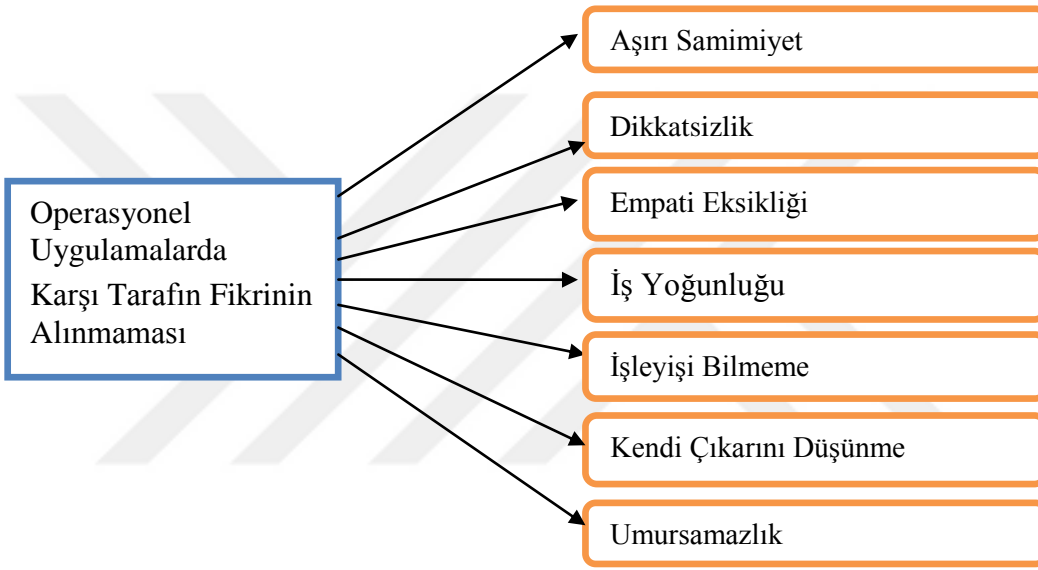 Operasyonel
Uygulamalarda
Karşı Tarafın Fikrinin
Alınmaması
Aşırı Samimiyet
Dikkatsizlik
Empati Eksikliği
İş Yoğunluğu
İşleyişi Bilmeme
Kendi Çıkarını Düşünme
Umursamazlık